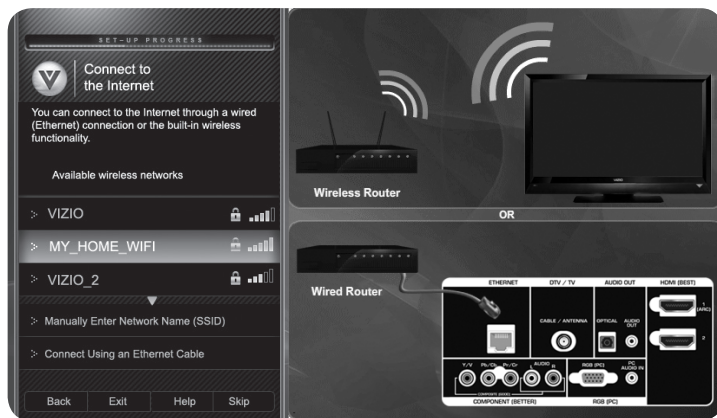 SET-UP PROGRESS
V
Connect to
the Internet
You can connect to the Internet through a wired
(Ethernet) connection or the built-in wireless
functionality.
Available wireless networks
VIZIO
MY_HOME_WIFI
VIZIO_2
Manually Enter Network Name (SSID)
Connect Using an Ethernet Cable
Back Exit Help Skip
Wireless Router
OR
Wired Router
ETHERNET DTV / TV AUDIO OUT HDMI (BEST)
1
(ARC)
CABLE / ANTENNA OPTICAL AUDIO
OUT
2
Y/V Pb/Cb Pr/Cr L AUDIO R RGB (PC) PC
AUDIO IN
COMPONENT (BETTER) RGB (PC)